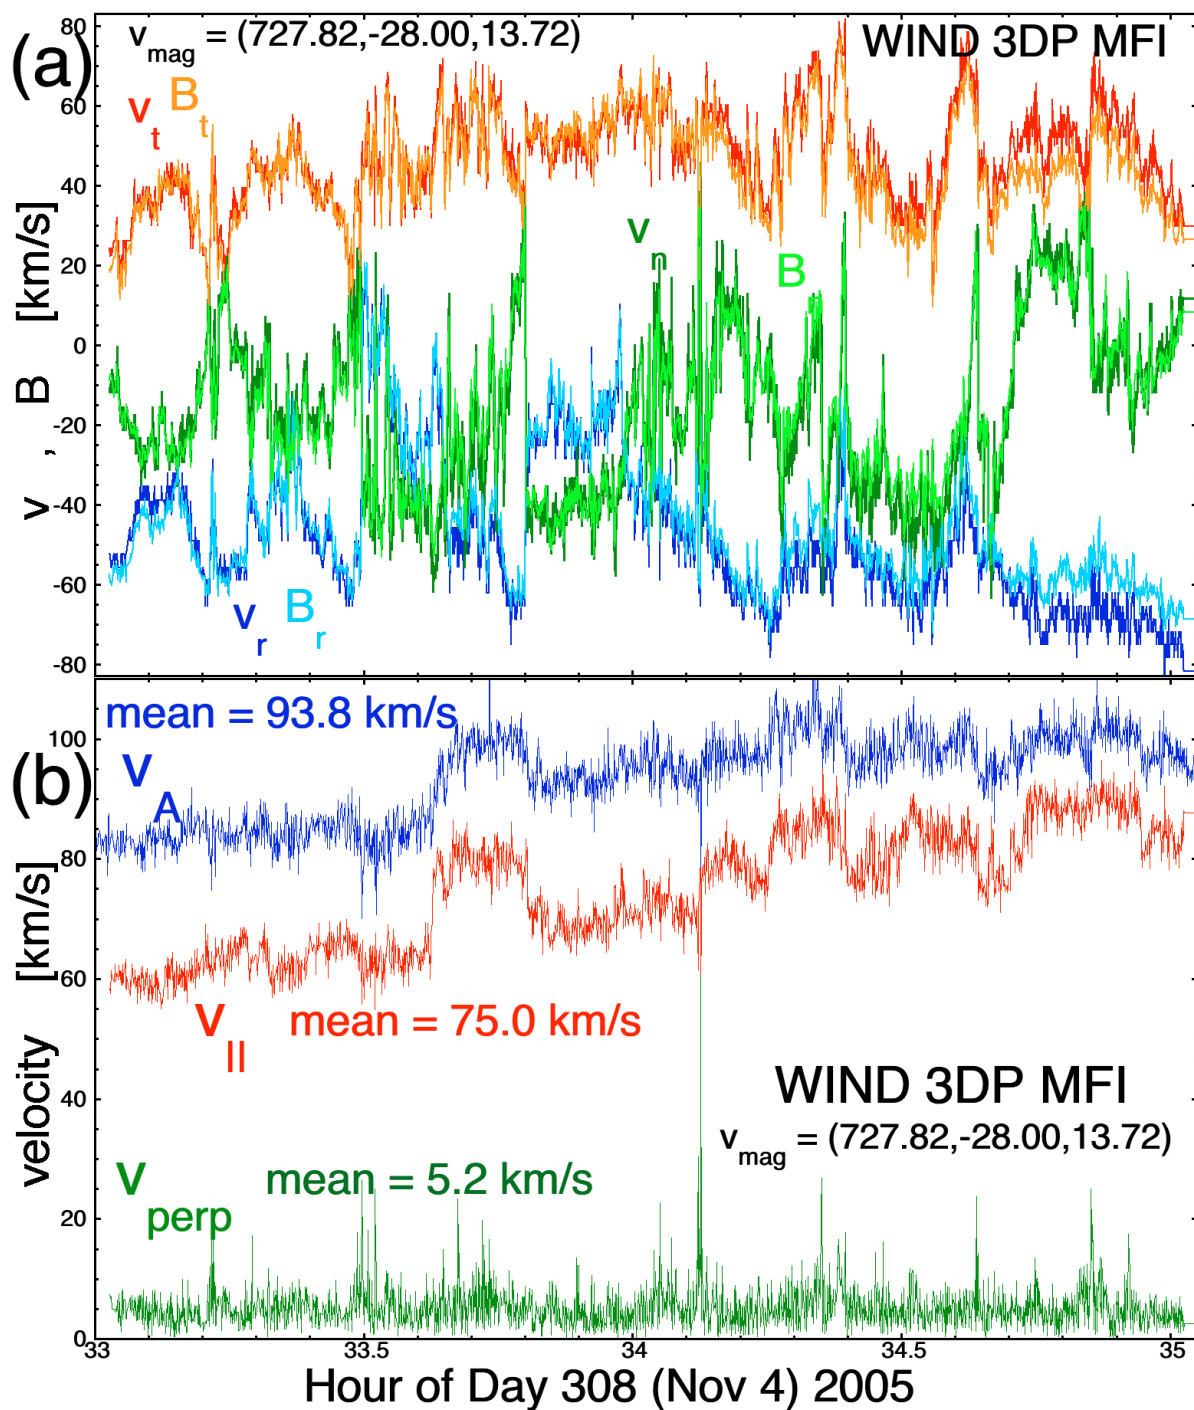 (a)
v_mag = (727.82,-28.00,13.72)
WIND 3DP MFI
v_t
B_t
v_n
B
v_r
B_r
v , B [km/s]
80
60
40
20
0
-20
-40
-60
-80
(b)
mean = 93.8 km/s
V_A
V_||
mean = 75.0 km/s
WIND 3DP MFI
v_mag = (727.82,-28.00,13.72)
V_perp
mean = 5.2 km/s
velocity [km/s]
100
80
60
40
20
0
33
33.5
34
34.5
35
Hour of Day 308 (Nov 4) 2005